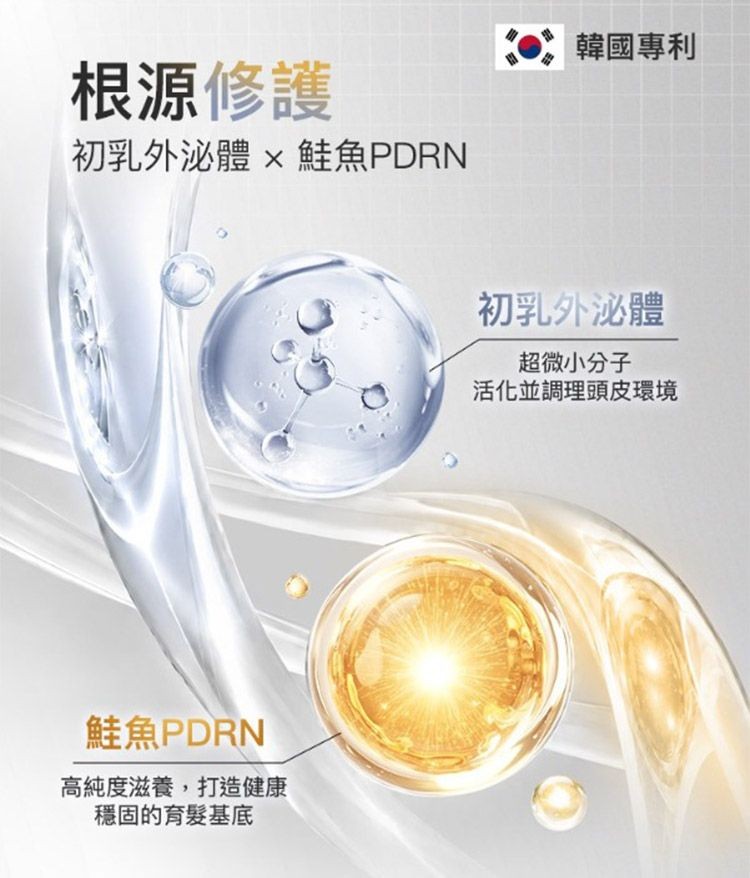 韓國專利
根源修護
初乳外泌體 × 鮭魚PDRN
初乳外泌體
超微小分子
活化並調理頭皮環境
鮭魚PDRN
高純度滋養，打造健康
穩固的育髮基底